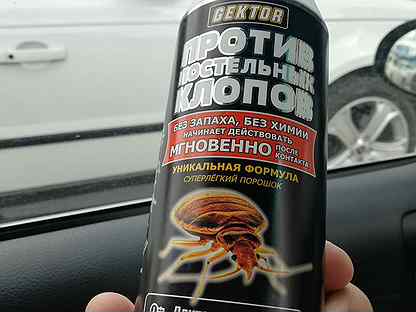 GEKTOR
ПРОТИВ
ПОСТЕЛЬНЫХ
КЛОПОВ
БЕЗ ЗАПАХА, БЕЗ ХИМИИ
НАЧИНАЕТ ДЕЙСТВОВАТЬ
МГНОВЕННО ПОСЛЕ КОНТАКТА
УНИКАЛЬНАЯ ФОРМУЛА
СУПЕРЛЁГКИЙ ПОРОШОК